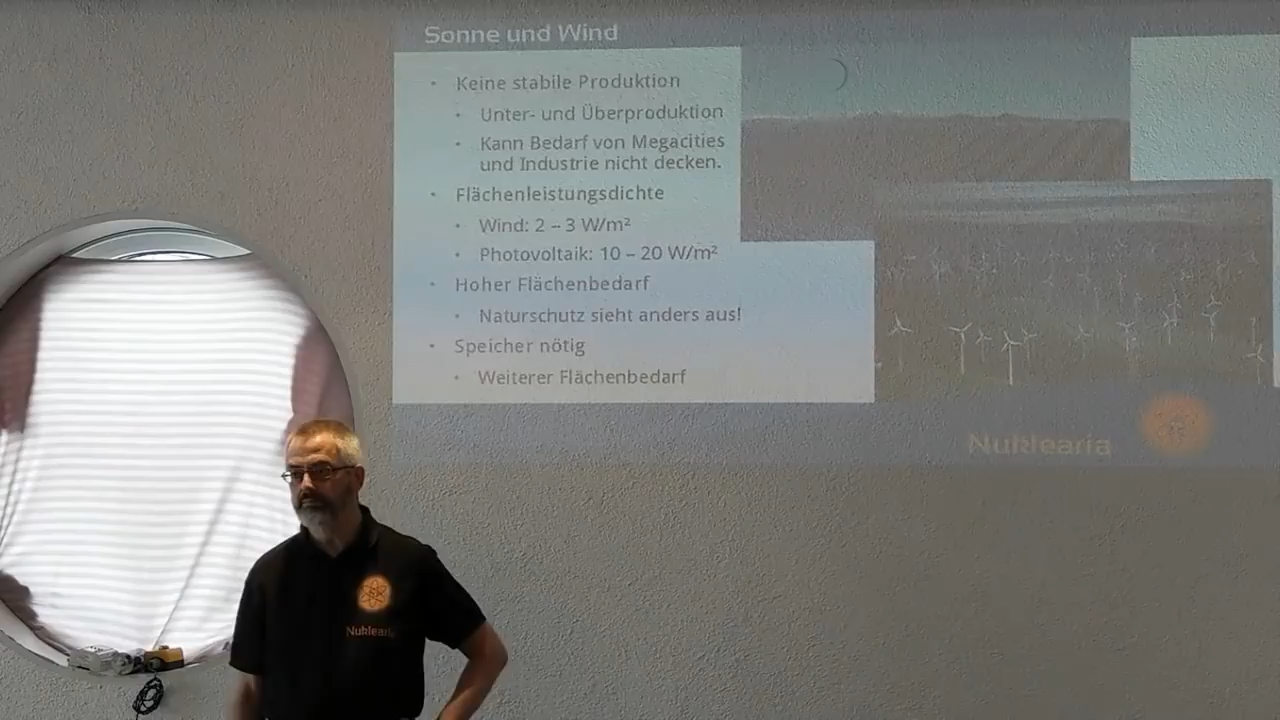 Sonne und Wind
• Keine stabile Produktion
• Unter- und Überproduktion
• Kann Bedarf von Megacities
und Industrie nicht decken.
• Flächenleistungsdichte
• Wind: 2 – 3 W/m²
• Photovoltaik: 10 – 20 W/m²
• Hoher Flächenbedarf
• Naturschutz sieht anders aus!
• Speicher nötig
• Weiterer Flächenbedarf
Nuklearia
Nuklearia